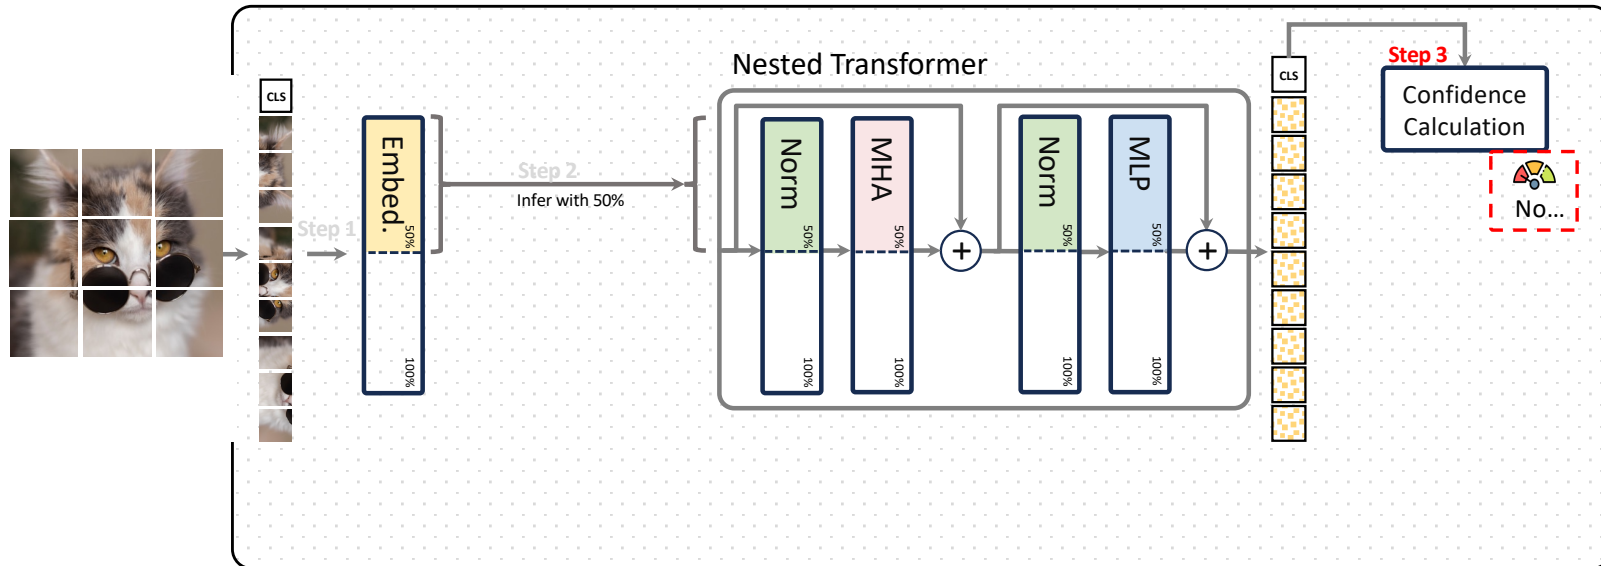 Nested Transformer
CLS
Step 1
Embed.
50%
100%
Step 2
Infer with 50%
Norm
50%
100%
MHA
50%
100%
+
Norm
50%
100%
MLP
50%
100%
+
CLS
Step 3
Confidence
Calculation
No...